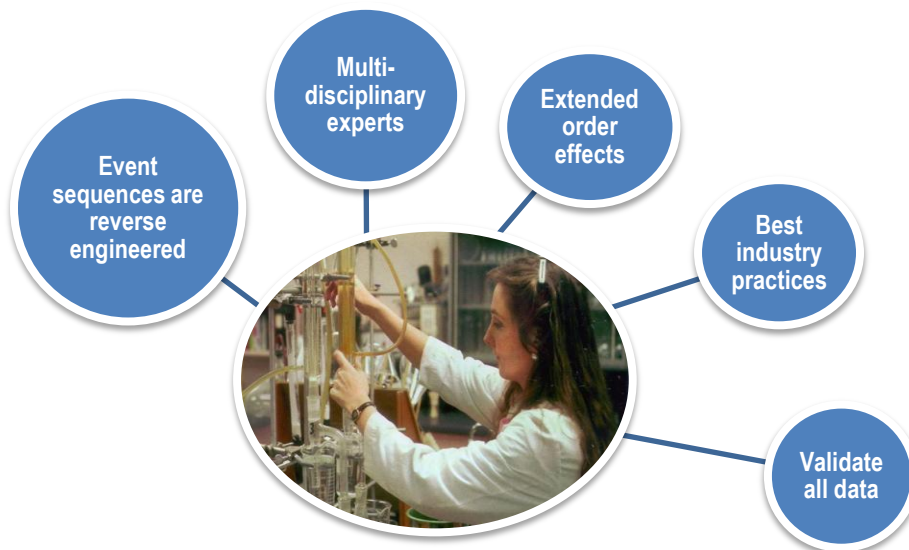 Event
sequences are
reverse
engineered
Multi-
disciplinary
experts
Extended
order
effects
Best
industry
practices
Validate
all data